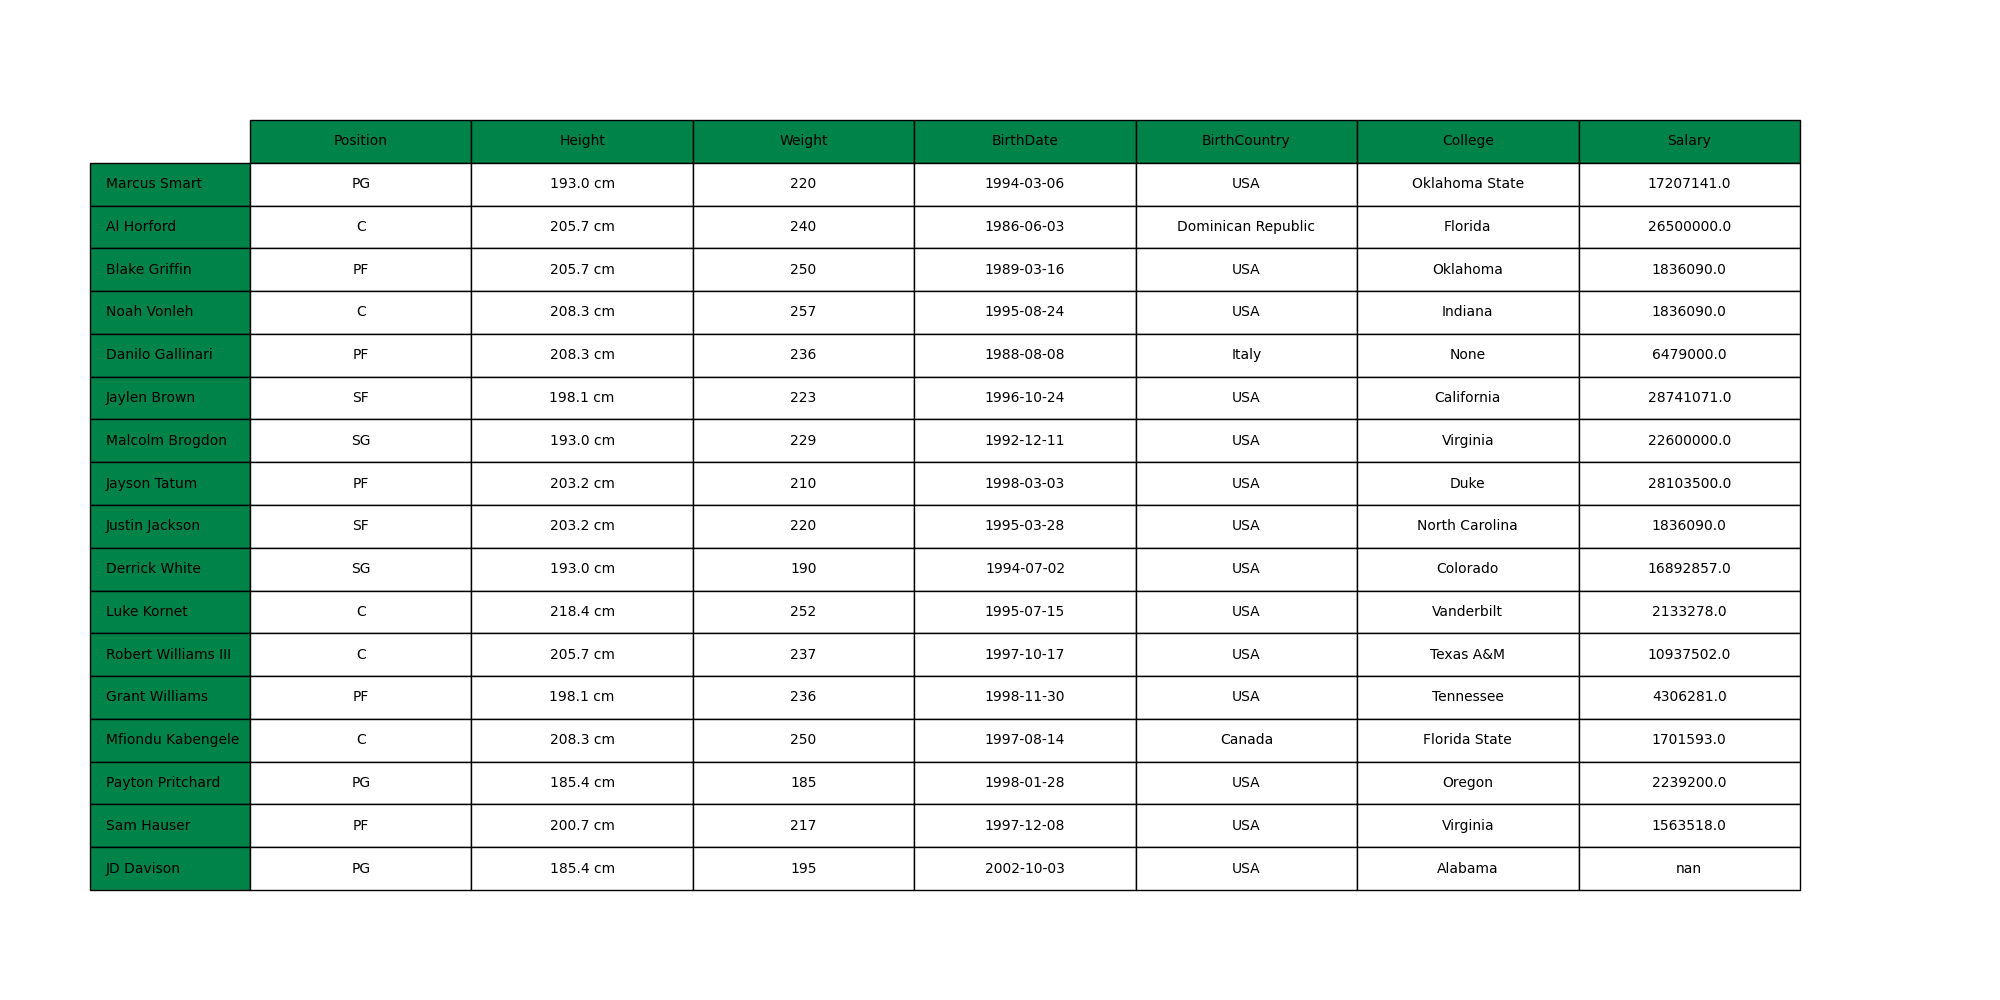 Position Height Weight BirthDate BirthCountry College Salary
Marcus Smart PG 193.0 cm 220 1994-03-06 USA Oklahoma State 17207141.0
Al Horford C 205.7 cm 240 1986-06-03 Dominican Republic Florida 26500000.0
Blake Griffin PF 205.7 cm 250 1989-03-16 USA Oklahoma 1836090.0
Noah Vonleh C 208.3 cm 257 1995-08-24 USA Indiana 1836090.0
Danilo Gallinari PF 208.3 cm 236 1988-08-08 Italy None 6479000.0
Jaylen Brown SF 198.1 cm 223 1996-10-24 USA California 28741071.0
Malcolm Brogdon SG 193.0 cm 229 1992-12-11 USA Virginia 22600000.0
Jayson Tatum PF 203.2 cm 210 1998-03-03 USA Duke 28103500.0
Justin Jackson SF 203.2 cm 220 1995-03-28 USA North Carolina 1836090.0
Derrick White SG 193.0 cm 190 1994-07-02 USA Colorado 16892857.0
Luke Kornet C 218.4 cm 252 1995-07-15 USA Vanderbilt 2133278.0
Robert Williams III C 205.7 cm 237 1997-10-17 USA Texas A&M 10937502.0
Grant Williams PF 198.1 cm 236 1998-11-30 USA Tennessee 4306281.0
Mfiondu Kabengele C 208.3 cm 250 1997-08-14 Canada Florida State 1701593.0
Payton Pritchard PG 185.4 cm 185 1998-01-28 USA Oregon 2239200.0
Sam Hauser PF 200.7 cm 217 1997-12-08 USA Virginia 1563518.0
JD Davison PG 185.4 cm 195 2002-10-03 USA Alabama nan